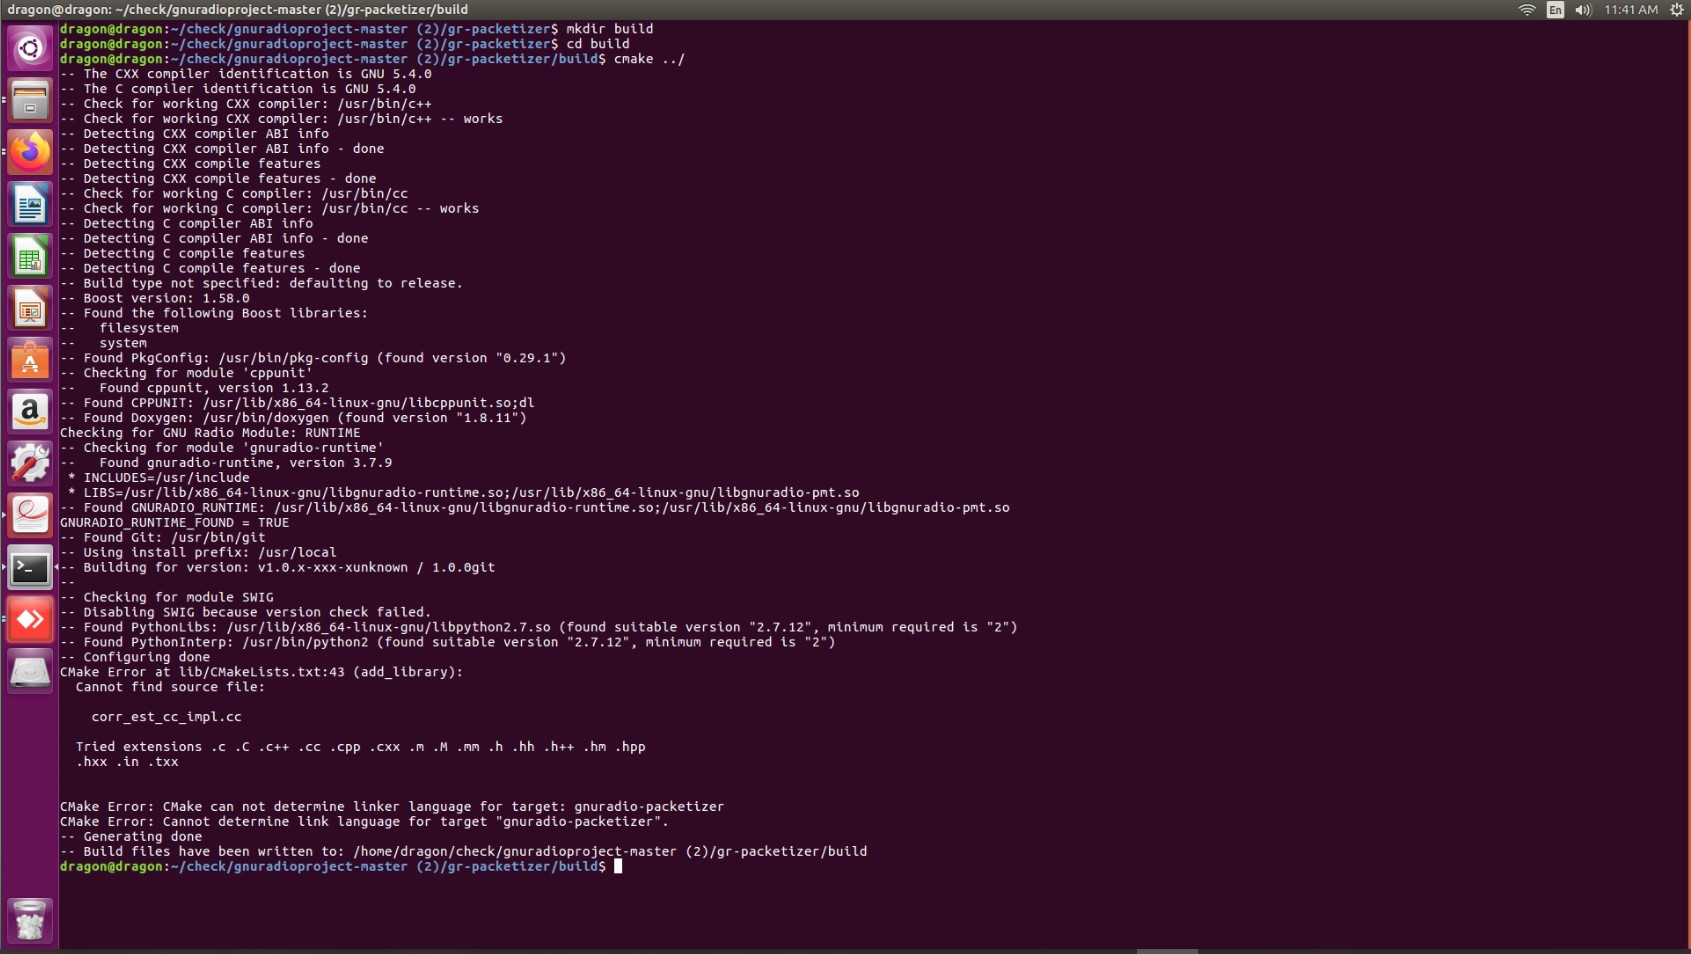 dragon@dragon: ~/check/gnuradioproject-master (2)/gr-packetizer/build
En
11:41 AM
dragon@dragon:~/check/gnuradioproject-master (2)/gr-packetizer$ mkdir build
dragon@dragon:~/check/gnuradioproject-master (2)/gr-packetizer$ cd build
dragon@dragon:~/check/gnuradioproject-master (2)/gr-packetizer/build$ cmake ../
-- The CXX compiler identification is GNU 5.4.0
-- The C compiler identification is GNU 5.4.0
-- Check for working CXX compiler: /usr/bin/c++
-- Check for working CXX compiler: /usr/bin/c++ -- works
-- Detecting CXX compiler ABI info
-- Detecting CXX compiler ABI info - done
-- Detecting CXX compile features
-- Detecting CXX compile features - done
-- Check for working C compiler: /usr/bin/cc
-- Check for working C compiler: /usr/bin/cc -- works
-- Detecting C compiler ABI info
-- Detecting C compiler ABI info - done
-- Detecting C compile features
-- Detecting C compile features - done
-- Build type not specified: defaulting to release.
-- Boost version: 1.58.0
-- Found the following Boost libraries:
--   filesystem
--   system
-- Found PkgConfig: /usr/bin/pkg-config (found version "0.29.1")
-- Checking for module 'cppunit'
--   Found cppunit, version 1.13.2
-- Found CPPUNIT: /usr/lib/x86_64-linux-gnu/libcppunit.so;dl
-- Found Doxygen: /usr/bin/doxygen (found version "1.8.11")
Checking for GNU Radio Module: RUNTIME
-- Checking for module 'gnuradio-runtime'
--   Found gnuradio-runtime, version 3.7.9
 * INCLUDES=/usr/include
 * LIBS=/usr/lib/x86_64-linux-gnu/libgnuradio-runtime.so;/usr/lib/x86_64-linux-gnu/libgnuradio-pmt.so
-- Found GNURADIO_RUNTIME: /usr/lib/x86_64-linux-gnu/libgnuradio-runtime.so;/usr/lib/x86_64-linux-gnu/libgnuradio-pmt.so
GNURADIO_RUNTIME_FOUND = TRUE
-- Found Git: /usr/bin/git
-- Using install prefix: /usr/local
-- Building for version: v1.0.x-xxx-xunknown / 1.0.0git
--
-- Checking for module SWIG
-- Disabling SWIG because version check failed.
-- Found PythonLibs: /usr/lib/x86_64-linux-gnu/libpython2.7.so (found suitable version "2.7.12", minimum required is "2")
-- Found PythonInterp: /usr/bin/python2 (found suitable version "2.7.12", minimum required is "2")
-- Configuring done
CMake Error at lib/CMakeLists.txt:43 (add_library):
  Cannot find source file:
    corr_est_cc_impl.cc
  Tried extensions .c .C .c++ .cc .cpp .cxx .m .M .mm .h .hh .h++ .hm .hpp
  .hxx .in .txx
CMake Error: CMake can not determine linker language for target: gnuradio-packetizer
CMake Error: Cannot determine link language for target "gnuradio-packetizer".
-- Generating done
-- Build files have been written to: /home/dragon/check/gnuradioproject-master (2)/gr-packetizer/build
dragon@dragon:~/check/gnuradioproject-master (2)/gr-packetizer/build$